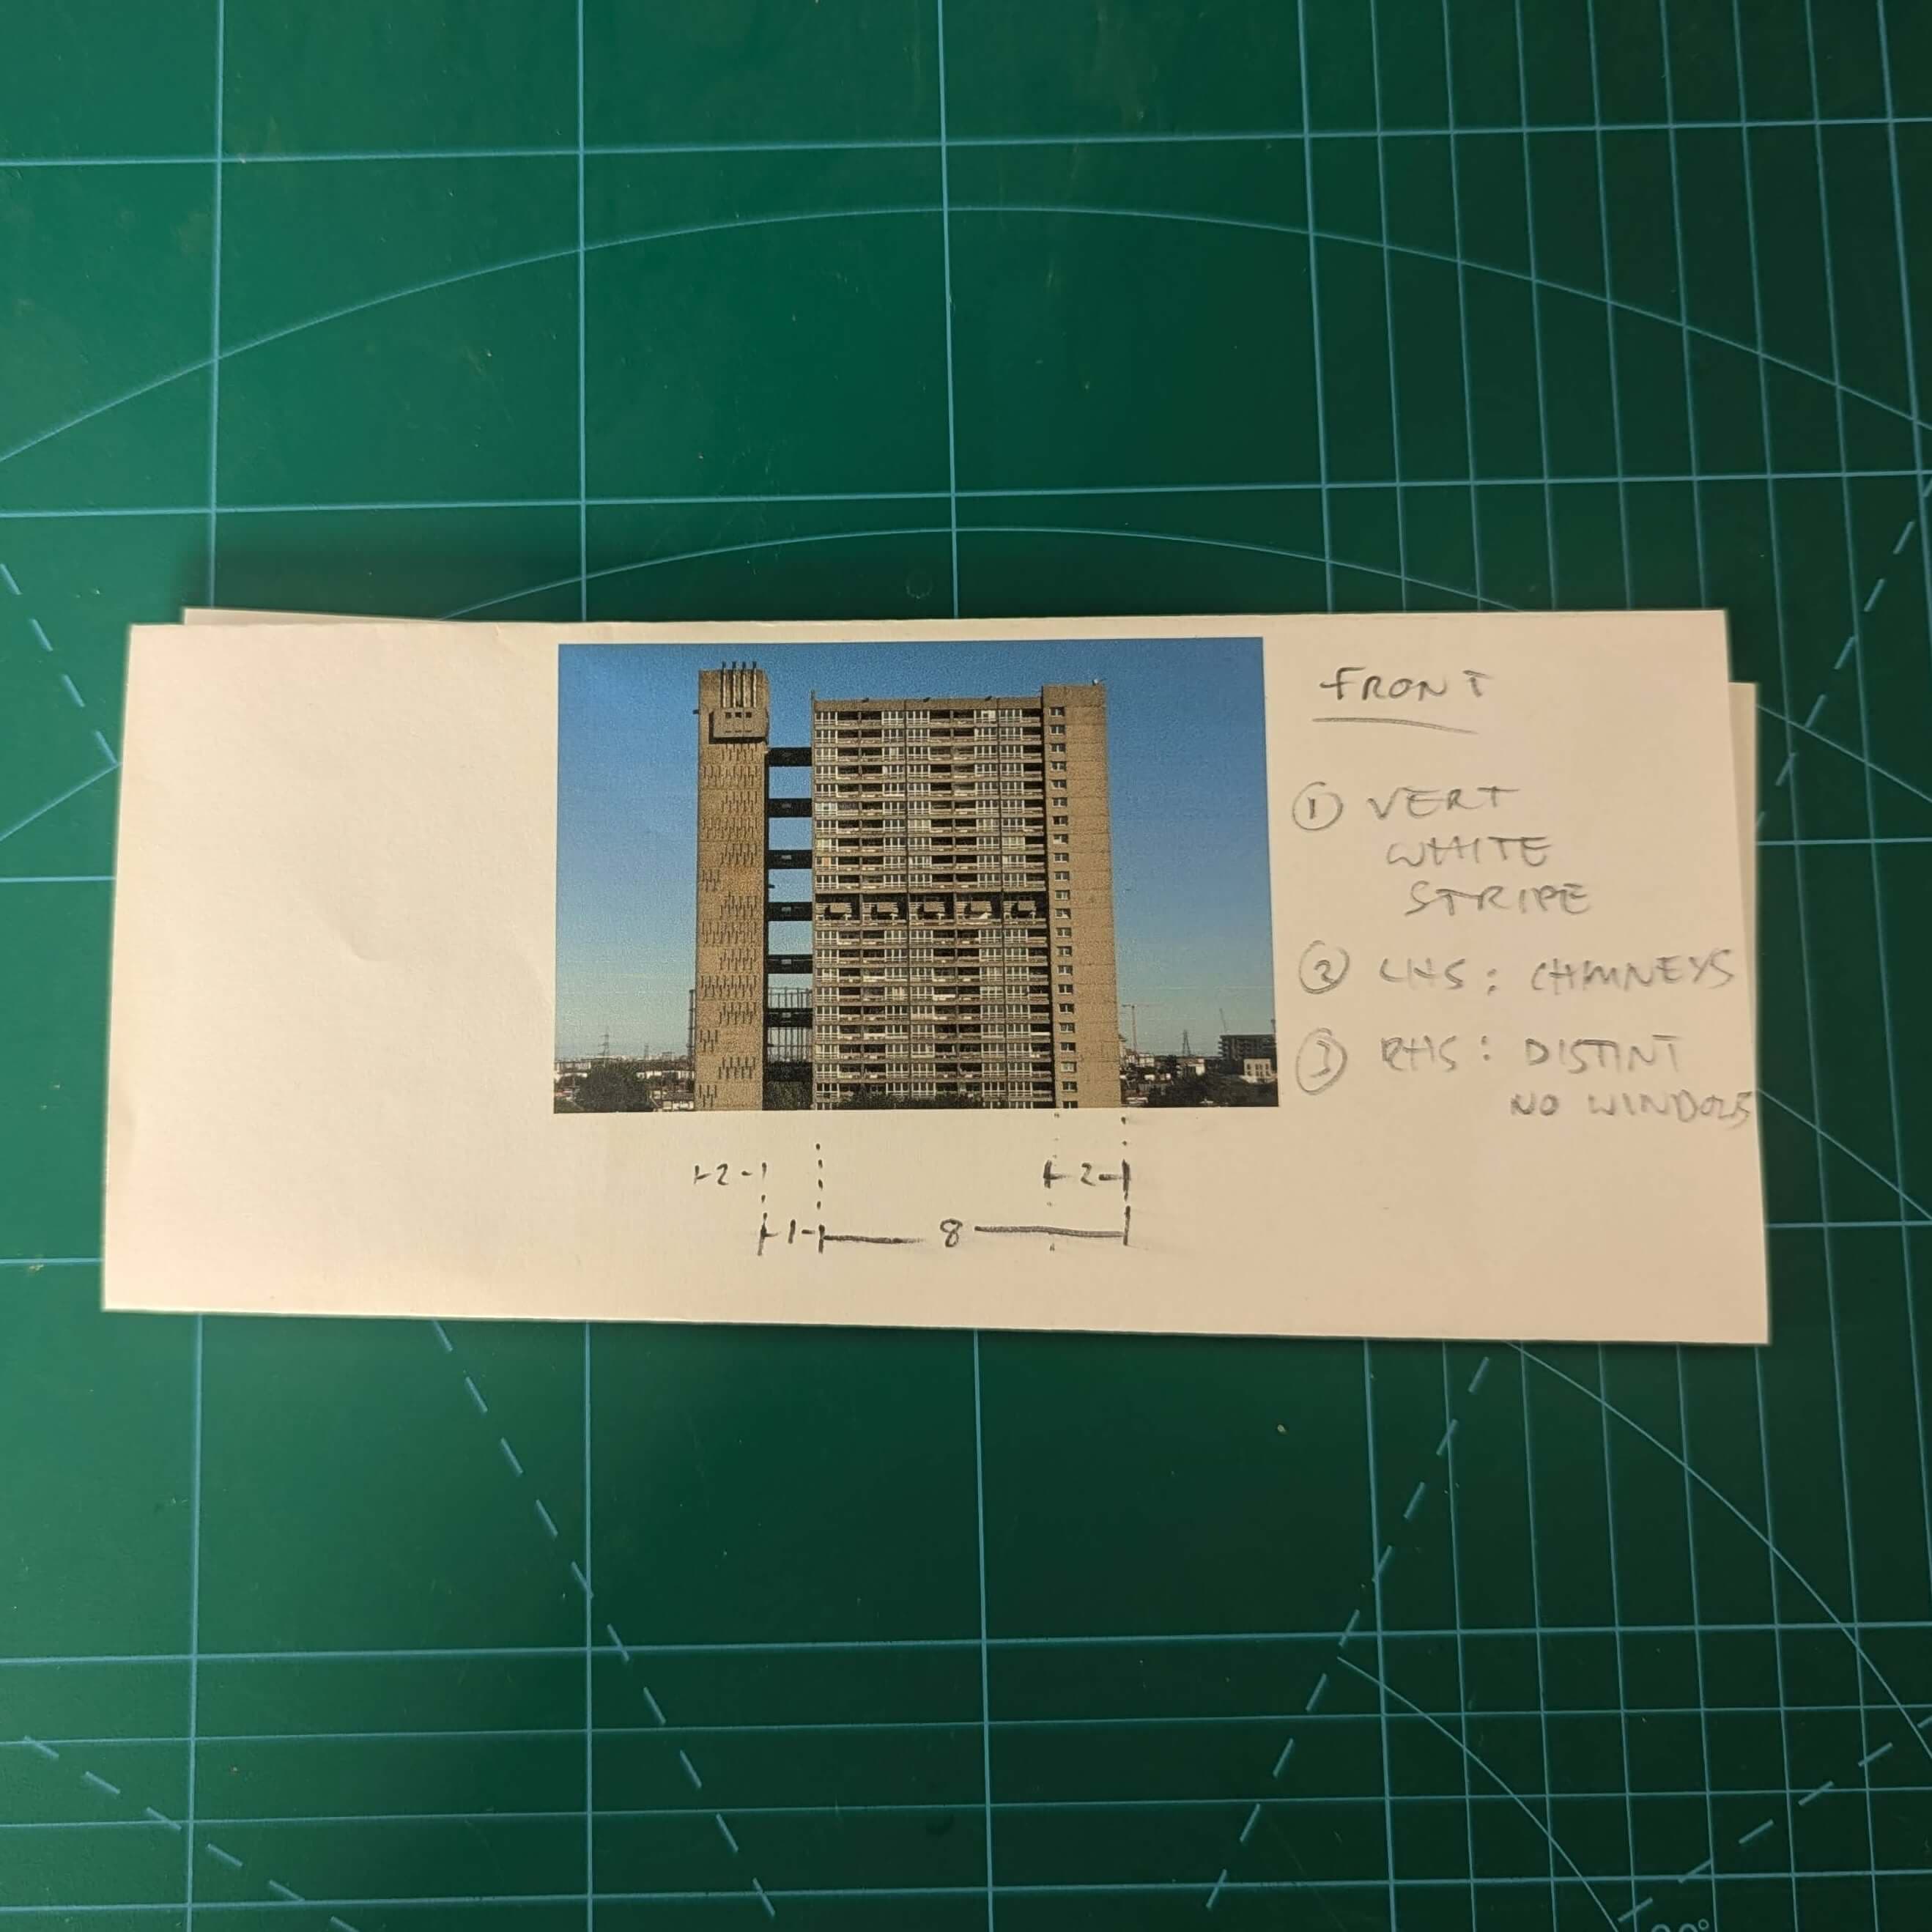 FRONT
① VERT
WHITE
STRIPE
② LHS: CHIMNEYS
③ RHS: DISTINT
NO WINDOWS
2 2
1 8